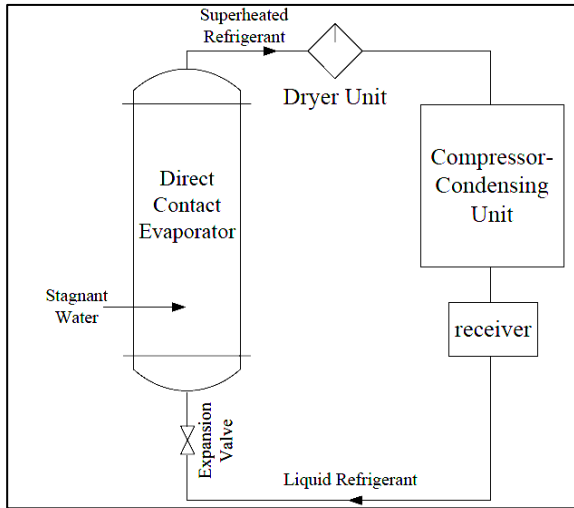 Superheated
Refrigerant
Dryer Unit
Direct
Contact
Evaporator
Compressor-
Condensing
Unit
Stagnant
Water
receiver
Expansion
Valve
Liquid Refrigerant